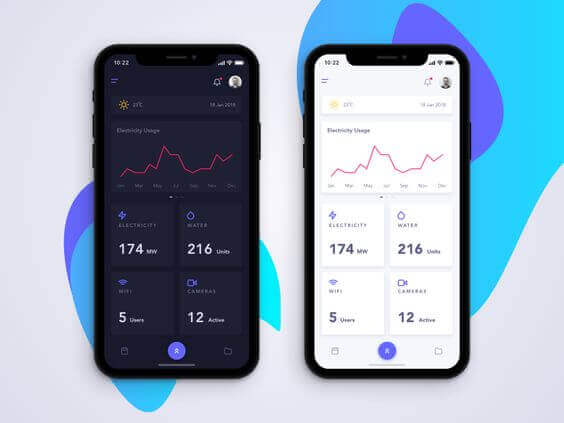 10:22
23°C 18 Jan 2018
Electricity Usage
Jan Mar May Jul Sep Nov Dec
ELECTRICITY WATER
174 MW 216 Units
WIFI CAMERAS
5 Users 12 Active
10:22
23°C 18 Jan 2018
Electricity Usage
Jan Mar May Jul Sep Nov Dec
ELECTRICITY WATER
174 MW 216 Units
WIFI CAMERAS
5 Users 12 Active